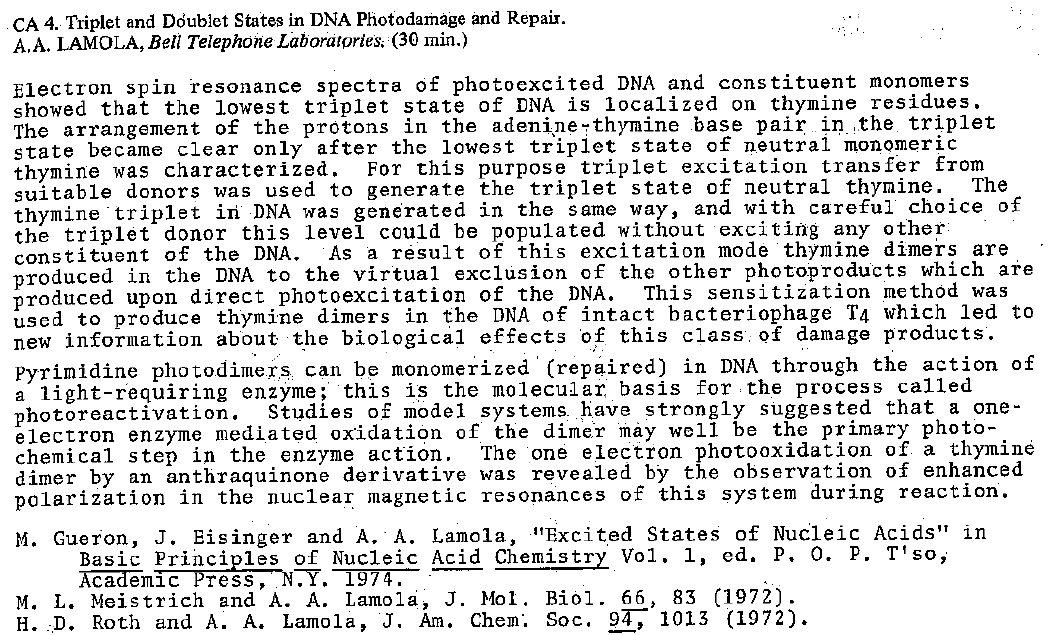 CA 4. Triplet and Doublet States in DNA Photodamage and Repair.
A.A. LAMOLA, Bell Telephone Laboratories. (30 min.)
Electron spin resonance spectra of photoexcited DNA and constituent monomers
showed that the lowest triplet state of DNA is localized on thymine residues.
The arrangement of the protons in the adenine-thymine base pair in the triplet
state became clear only after the lowest triplet state of neutral monomeric
thymine was characterized. For this purpose triplet excitation transfer from
suitable donors was used to generate the triplet state of neutral thymine. The
thymine triplet in DNA was generated in the same way, and with careful choice of
the triplet donor this level could be populated without exciting any other
constituent of the DNA. As a result of this excitation mode thymine dimers are
produced in the DNA to the virtual exclusion of the other photoproducts which are
produced upon direct photoexcitation of the DNA. This sensitization method was
used to produce thymine dimers in the DNA of intact bacteriophage T4 which led to
new information about the biological effects of this class of damage products.
Pyrimidine photodimers can be monomerized (repaired) in DNA through the action of
a light-requiring enzyme; this is the molecular basis for the process called
photoreactivation. Studies of model systems have strongly suggested that a one-
electron enzyme mediated oxidation of the dimer may well be the primary photo-
chemical step in the enzyme action. The one electron photooxidation of a thymine
dimer by an anthraquinone derivative was revealed by the observation of enhanced
polarization in the nuclear magnetic resonances of this system during reaction.
M. Gueron, J. Eisinger and A. A. Lamola, "Excited States of Nucleic Acids" in
Basic Principles of Nucleic Acid Chemistry Vol. 1, ed. P. O. P. T'so,
Academic Press, N.Y. 1974.
M. L. Meistrich and A. A. Lamola, J. Mol. Biol. 66, 83 (1972).
H. D. Roth and A. A. Lamola, J. Am. Chem. Soc. 94, 1013 (1972).